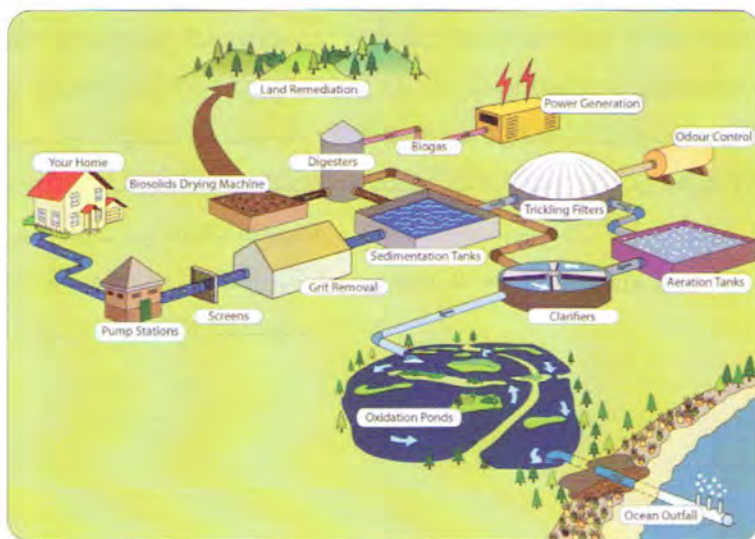 Land Remediation
Power Generation
Biogas
Odour Control
Digesters
Your Home
Biosolids Drying Machine
Trickling Filters
Sedimentation Tanks
Grit Removal
Aeration Tanks
Screens
Clarifiers
Pump Stations
Oxidation Ponds
Ocean Outfall